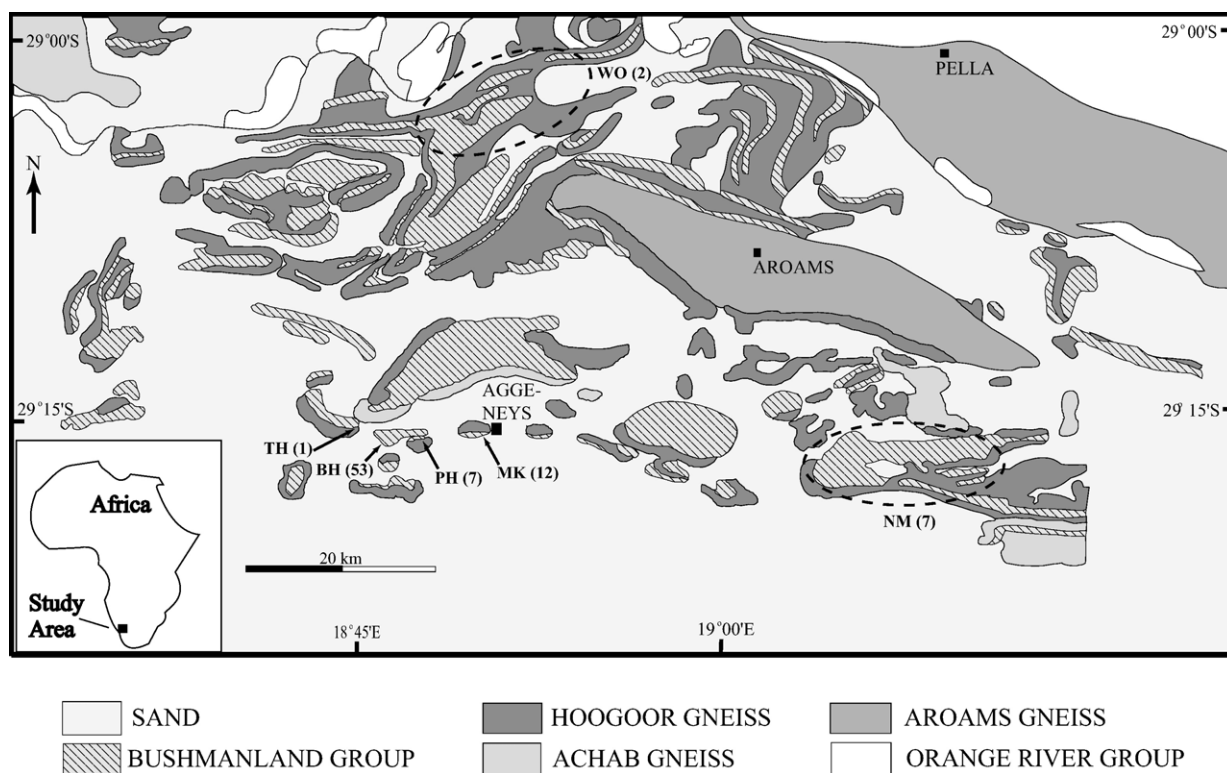 29°00'S
29°00'S
PELLA
WO (2)
N
AROAMS
29°15'S
AGGE-
NEYS
29°15'S
TH (1)
BH (53)
PH (7)
MK (12)
NM (7)
Africa
Study
Area
20 km
18°45'E
19°00'E
SAND
HOOGOOR GNEISS
AROAMS GNEISS
BUSHMANLAND GROUP
ACHAB GNEISS
ORANGE RIVER GROUP